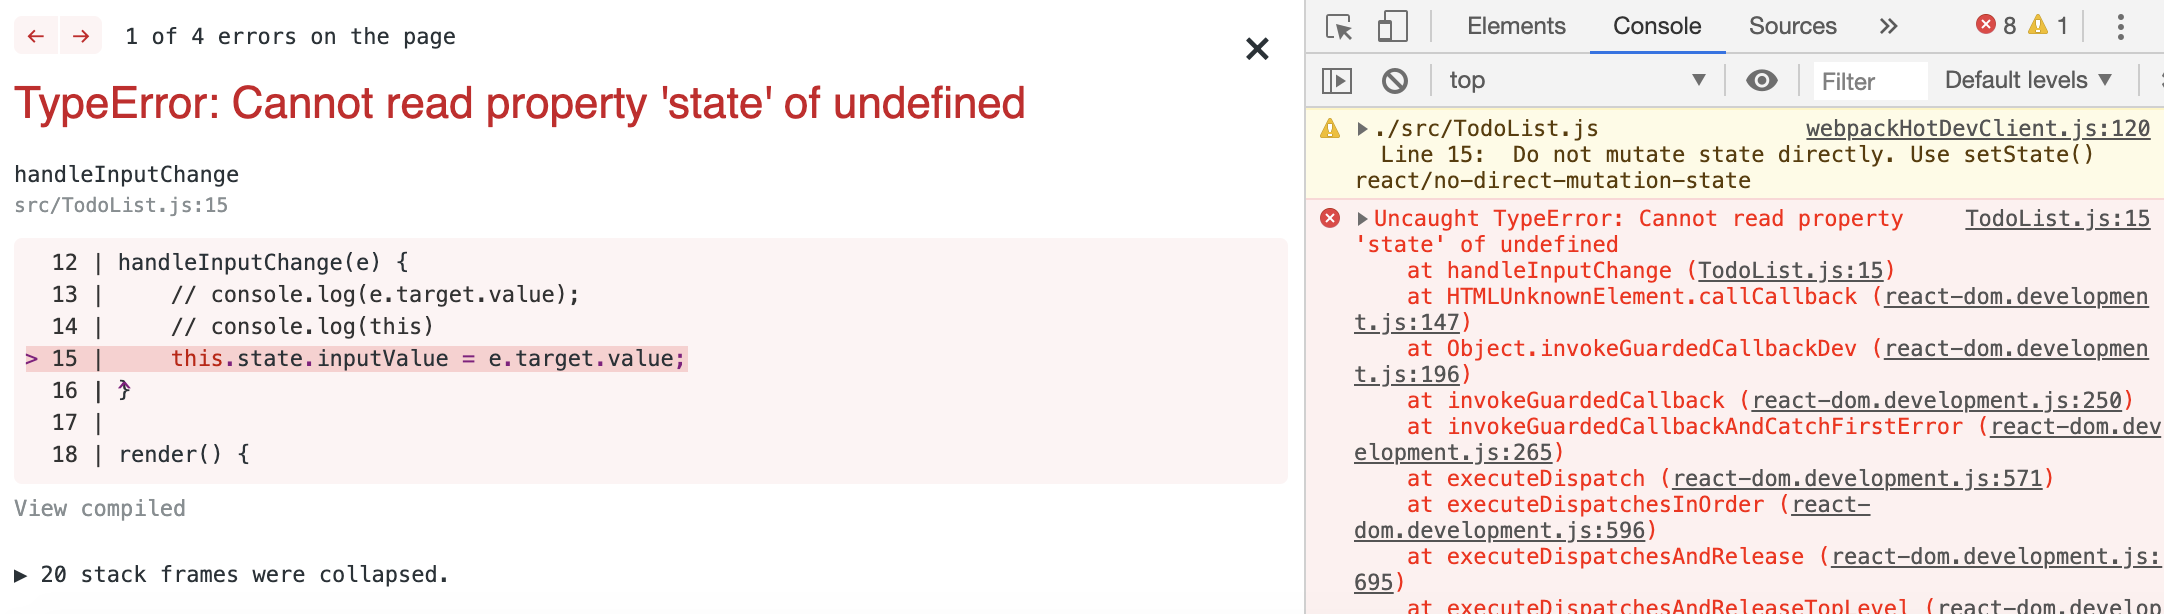 ← → 1 of 4 errors on the page
×
TypeError: Cannot read property 'state' of undefined
handleInputChange
src/TodoList.js:15
12 | handleInputChange(e) {
13 |     // console.log(e.target.value);
14 |     // console.log(this)
> 15 |     this.state.inputValue = e.target.value;
16 | }
17 |
18 | render() {
View compiled
▶ 20 stack frames were collapsed.
Elements Console Sources » 8 1
top ▼ Filter Default levels ▼
▶./src/TodoList.js webpackHotDevClient.js:120
Line 15:  Do not mutate state directly. Use setState()
react/no-direct-mutation-state
▶Uncaught TypeError: Cannot read property TodoList.js:15
'state' of undefined
at handleInputChange (TodoList.js:15)
at HTMLUnknownElement.callCallback (react-dom.developmen
t.js:147)
at Object.invokeGuardedCallbackDev (react-dom.developmen
t.js:196)
at invokeGuardedCallback (react-dom.development.js:250)
at invokeGuardedCallbackAndCatchFirstError (react-dom.dev
elopment.js:265)
at executeDispatch (react-dom.development.js:571)
at executeDispatchesInOrder (react-
dom.development.js:596)
at executeDispatchesAndRelease (react-dom.development.js:
695)
at executeDispatchesAndReleaseTopLevel (react-dom.develop